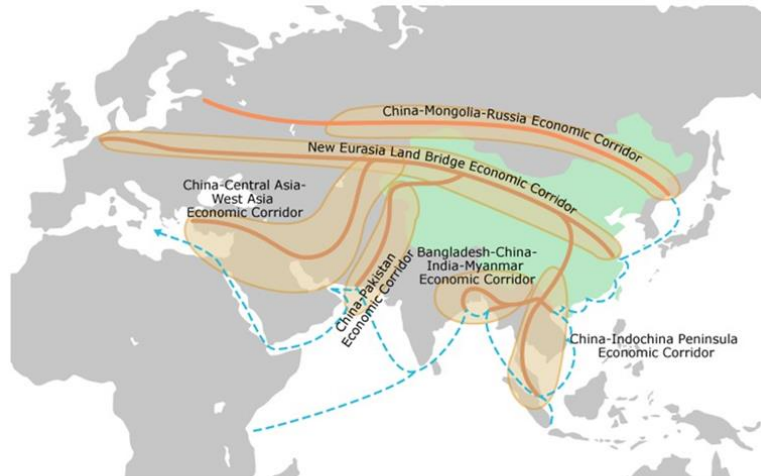 China-Mongolia-Russia Economic Corridor
New Eurasia Land Bridge Economic Corridor
China-Central Asia-
West Asia
Economic Corridor
China-Pakistan
Economic Corridor
Bangladesh-China-
India-Myanmar
Economic Corridor
China-Indochina Peninsula
Economic Corridor